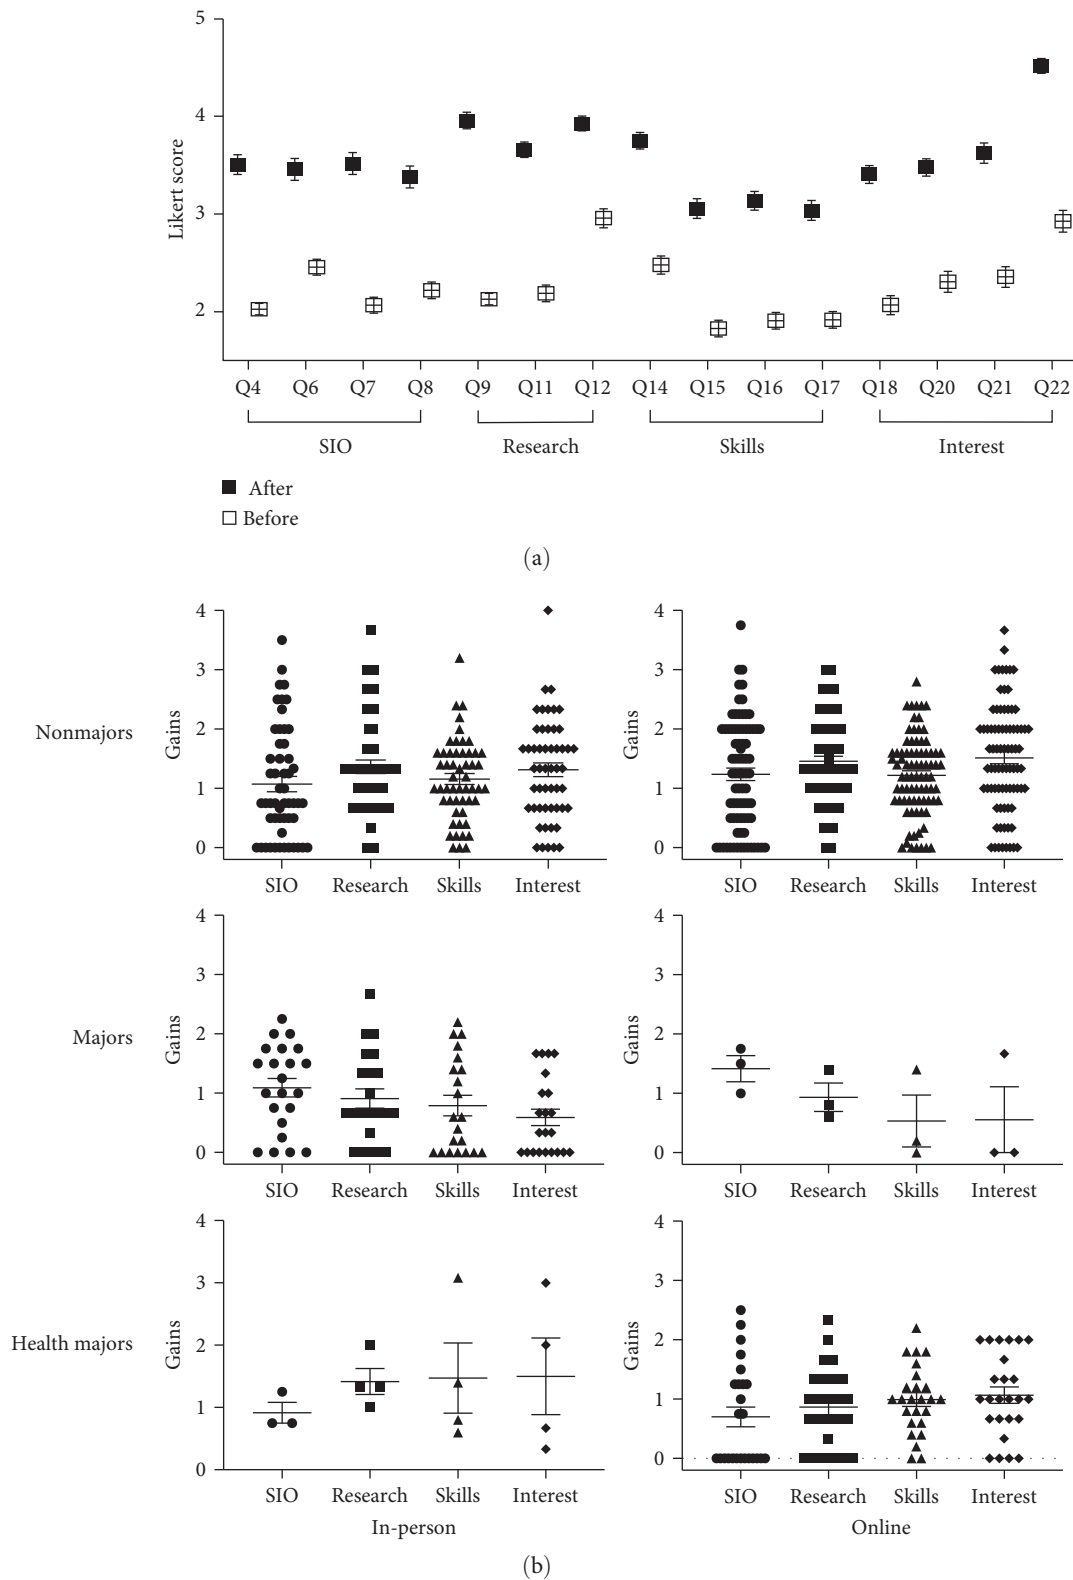 5
4
3
2
Likert score
Q4 Q6 Q7 Q8 Q9 Q11 Q12 Q14 Q15 Q16 Q17 Q18 Q20 Q21 Q22
SIO Research Skills Interest
After
Before
(a)
Nonmajors
Gains
4
3
2
1
0
SIO Research Skills Interest
Gains
4
3
2
1
0
SIO Research Skills Interest
Majors
Gains
4
3
2
1
0
SIO Research Skills Interest
Gains
4
3
2
1
0
SIO Research Skills Interest
Health majors
Gains
4
3
2
1
0
SIO Research Skills Interest
In-person
Gains
4
3
2
1
0
SIO Research Skills Interest
Online
(b)